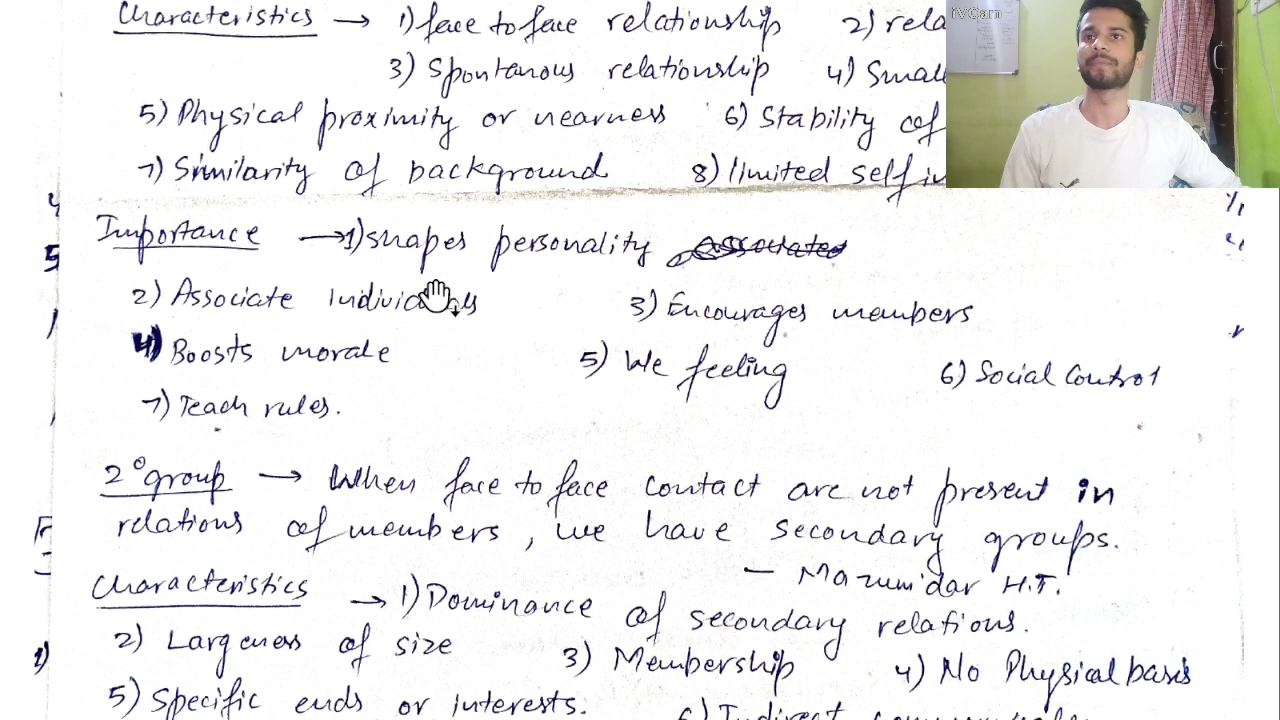 Characteristics → 1) face to face relationship 2) rela
3) Spontanous relationship 4) Small
5) Physical proximity or nearness 6) Stability of
7) Similarity of background 8) limited self in
Importance → 1) shapes personality
2) Associate individuals 3) Encourages members
4) Boosts morale 5) We feeling 6) Social Control
7) Teach rules.
2° group → When face to face contact are not present in
relations of members, we have secondary groups.
— Mazumdar H.T.
Characteristics → 1) Dominance of secondary relations.
2) Largeness of size 3) Membership 4) No Physical basis
5) Specific ends or interests. 6) Indirect
iVCam